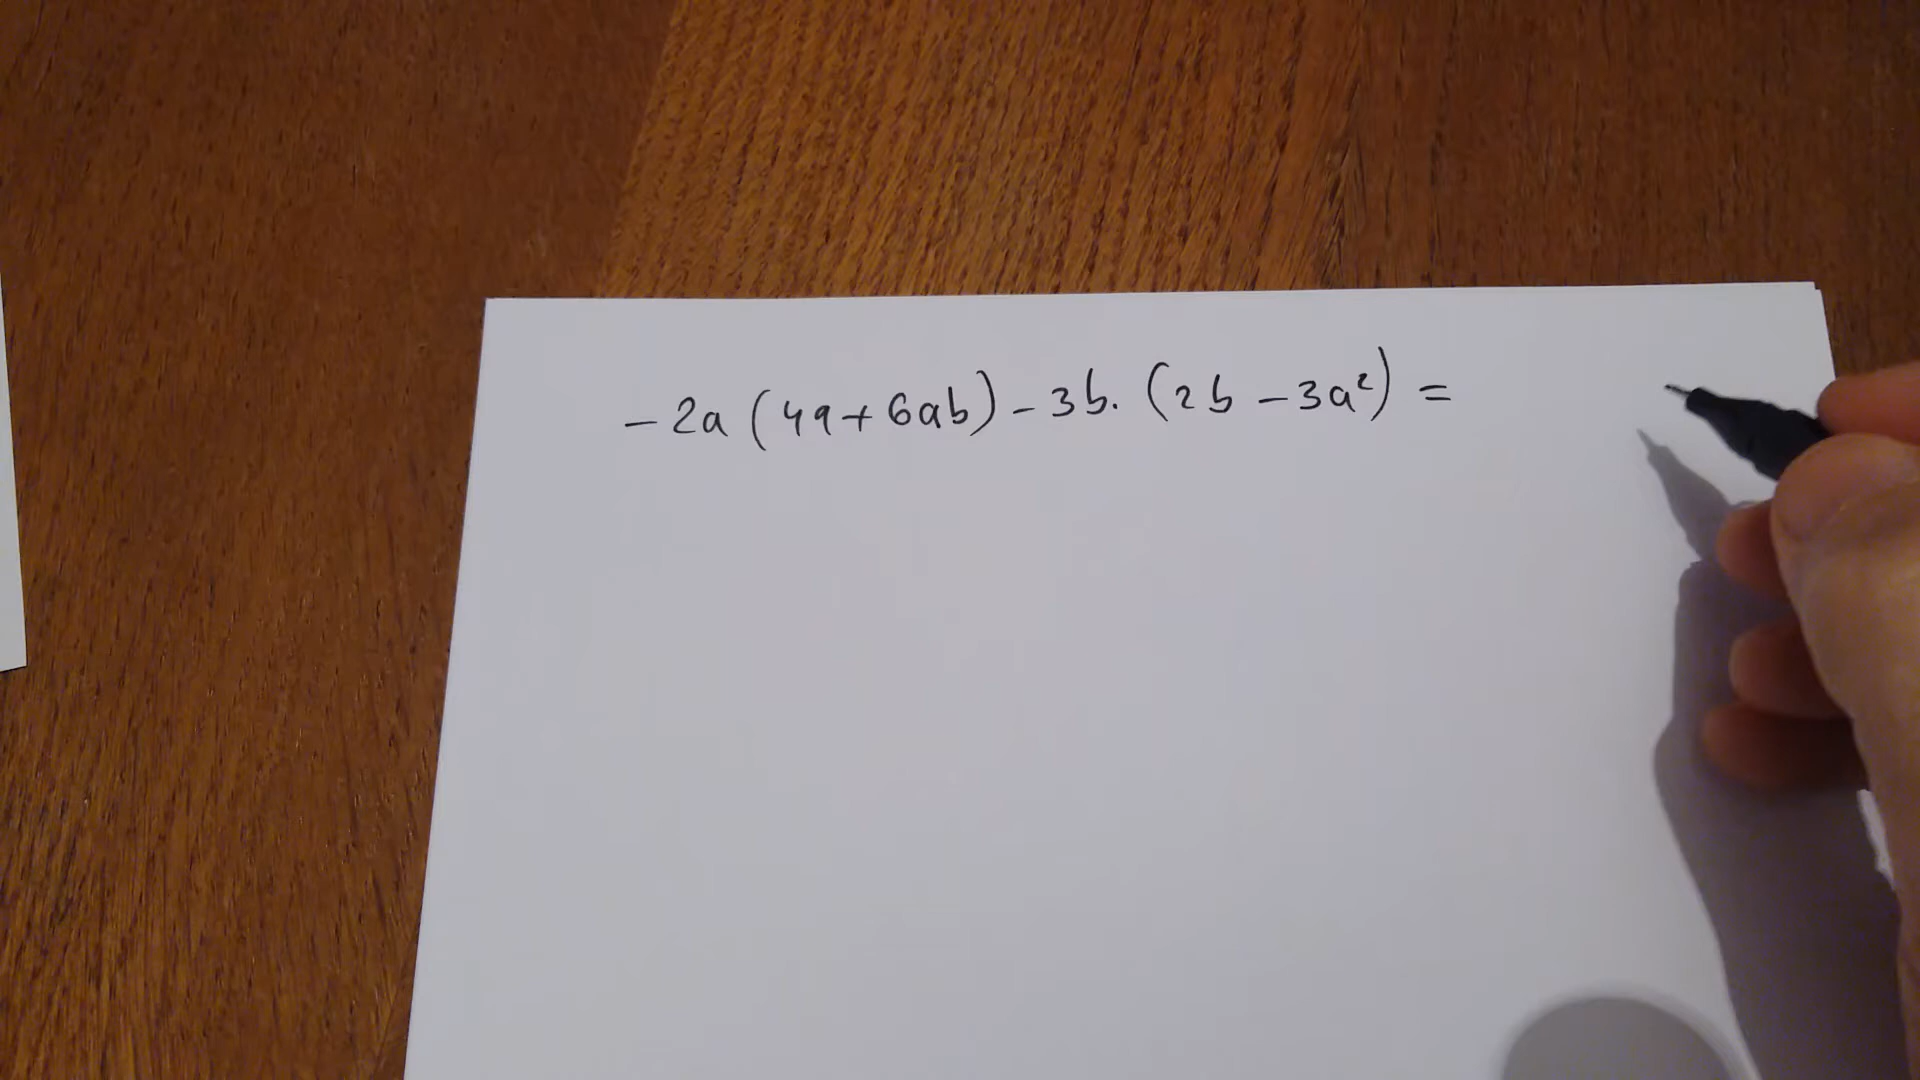 -2a (4a+6ab) - 3b. (2b - 3a²) =